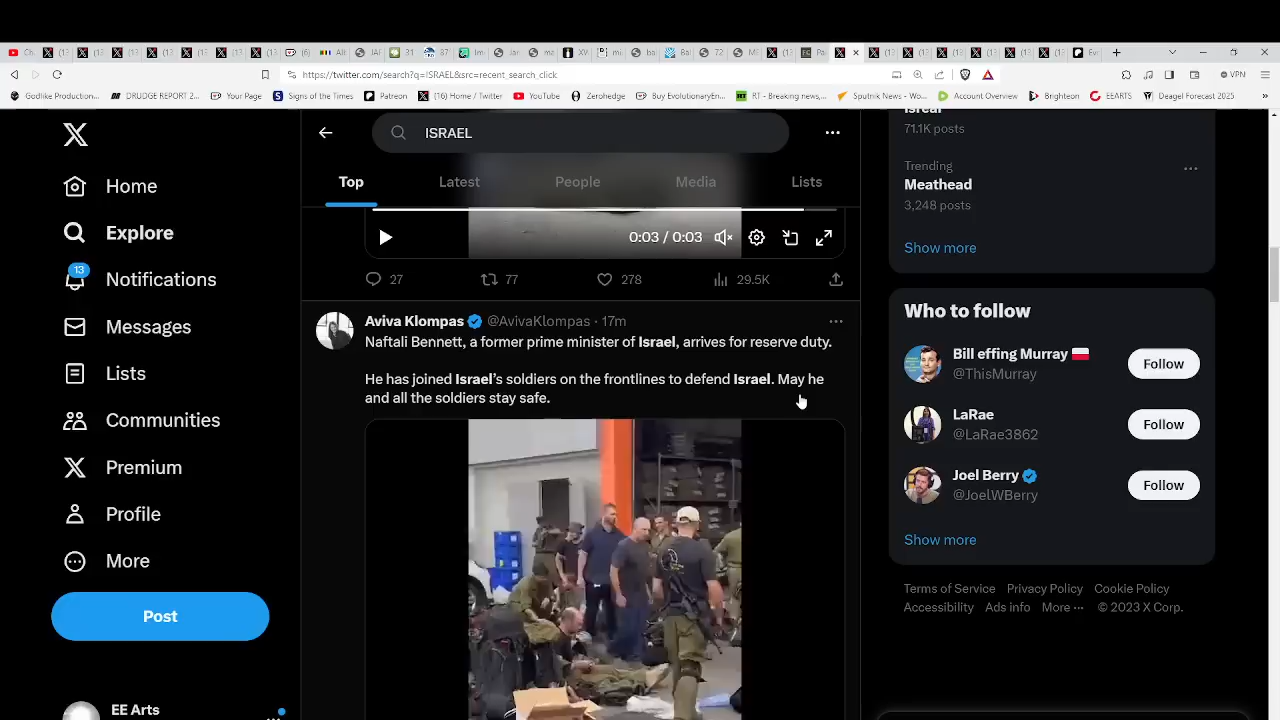 (6)
31
87
72
https://twitter.com/search?q=ISRAEL&src=recent_search_click
VPN
Godlike Production...
DRUDGE REPORT 2...
Your Page
Signs of the Times
Patreon
(16) Home / Twitter
YouTube
Zerohedge
Buy EvolutionaryEn...
RT - Breaking news,...
Sputnik News - Wo...
Account Overview
Brighteon
EEARTS
Deagel Forecast 2025
ISRAEL
Top
Latest
People
Media
Lists
Home
Explore
13
Notifications
Messages
Lists
Communities
Premium
Profile
More
Post
EE Arts
0:03 / 0:03
27
77
278
29.5K
Aviva Klompas @AvivaKlompas · 17m
Naftali Bennett, a former prime minister of Israel, arrives for reserve duty.
He has joined Israel's soldiers on the frontlines to defend Israel. May he
and all the soldiers stay safe.
71.1K posts
Trending
Meathead
3,248 posts
Show more
Who to follow
Bill effing Murray
@ThisMurray
Follow
LaRae
@LaRae3862
Follow
Joel Berry
@JoelWBerry
Follow
Show more
Terms of Service Privacy Policy Cookie Policy
Accessibility Ads info More ··· © 2023 X Corp.